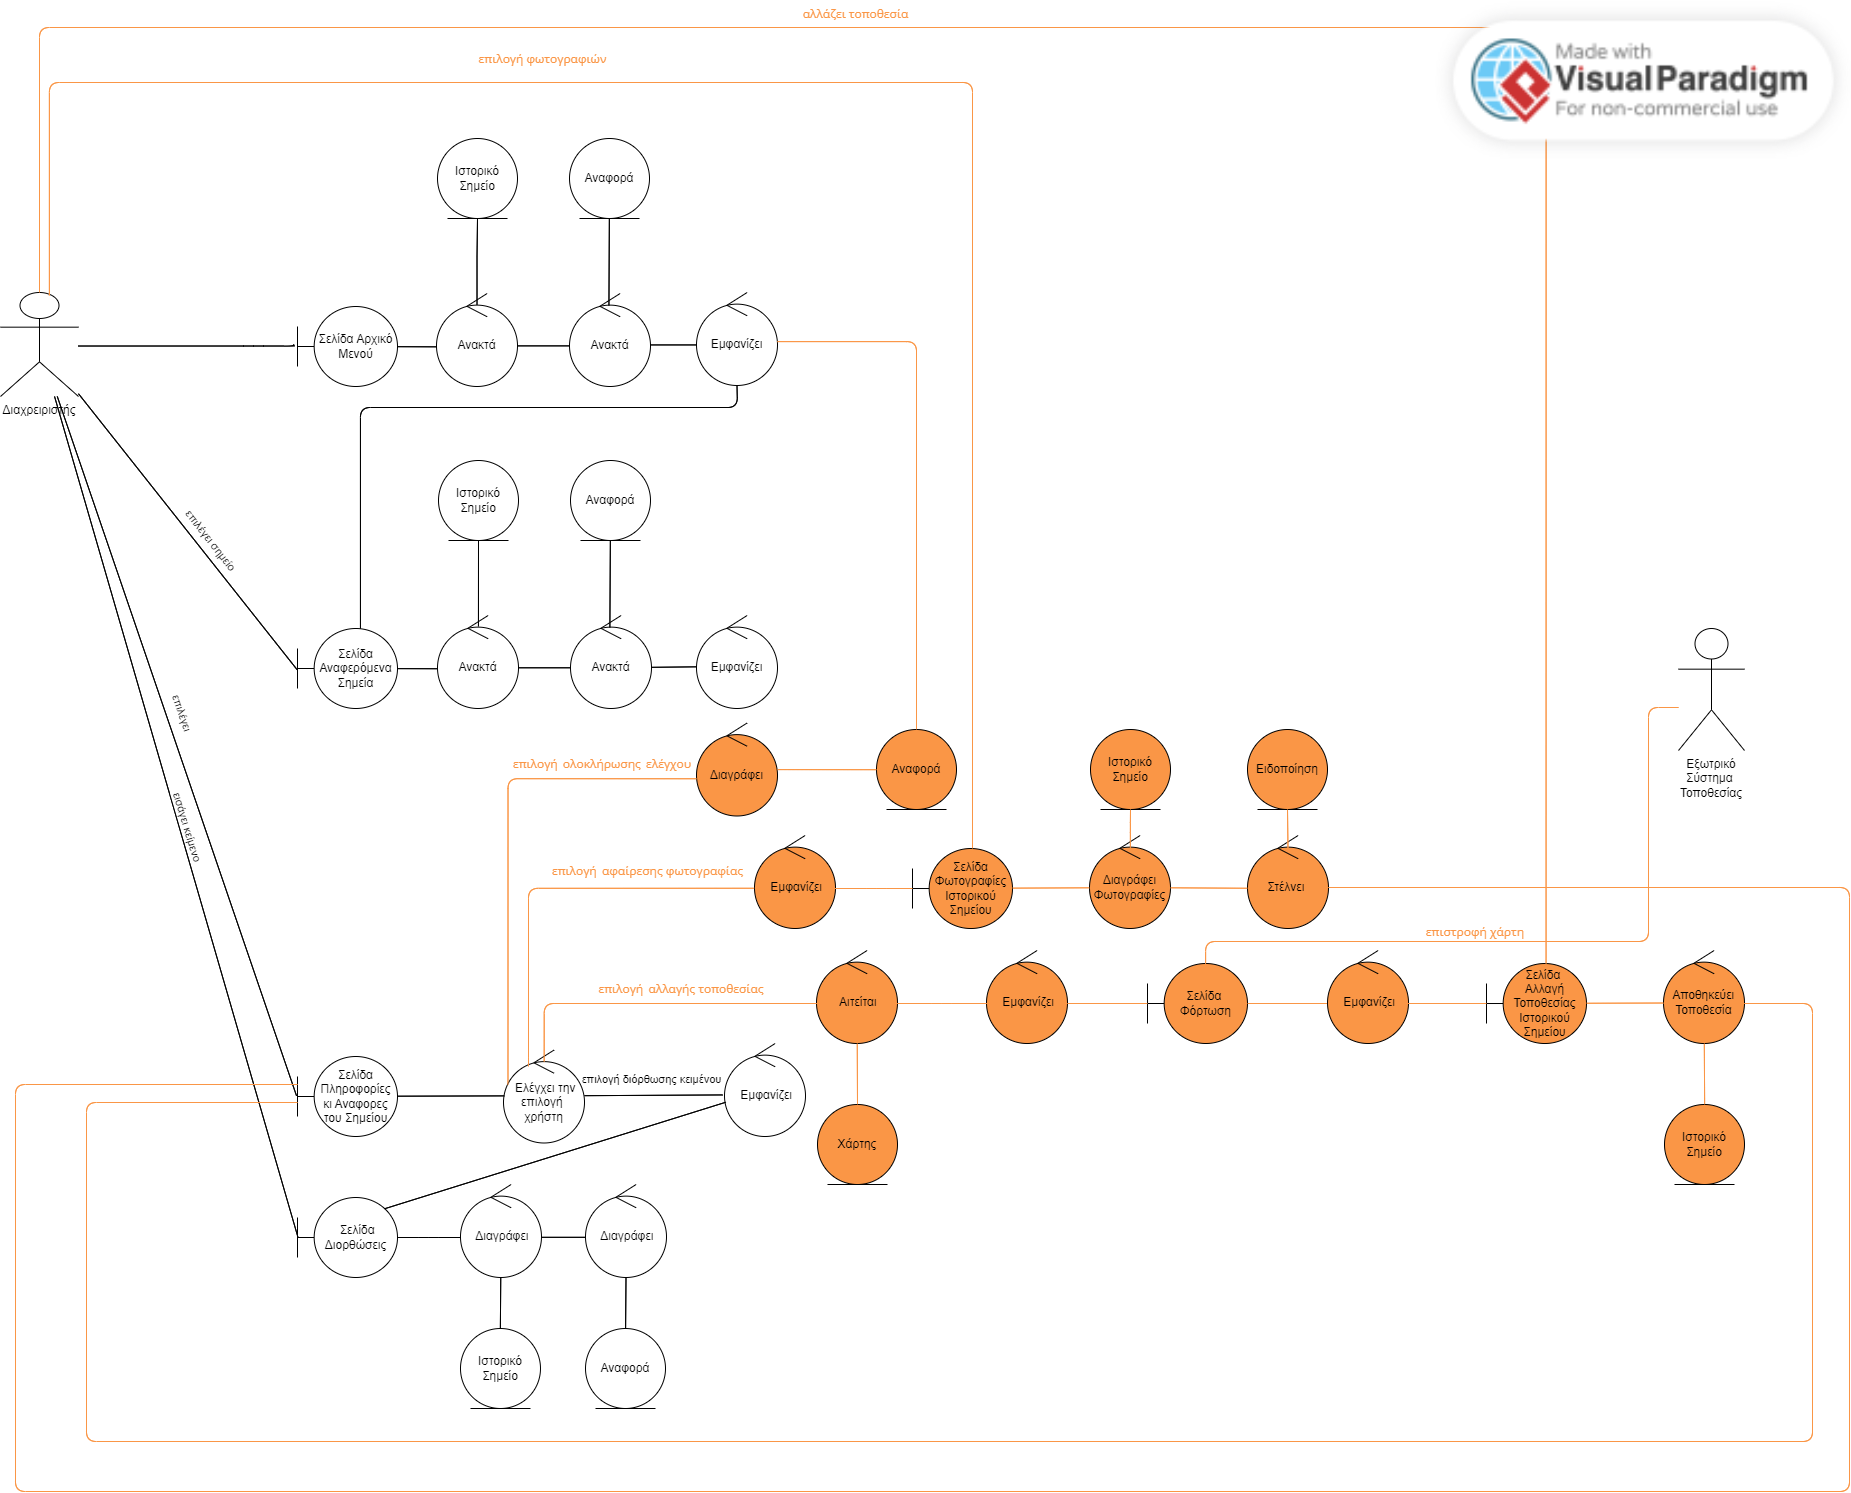 αλλάζει τοποθεσία
Made with
Visual Paradigm
For non-commercial use
επιλογή φωτογραφιών
Ιστορικό
Σημείο
Αναφορά
Σελίδα Αρχικό
Μενού
Ανακτά
Ανακτά
Εμφανίζει
Διαχρειριστής
Ιστορικό
Σημείο
Αναφορά
επιλέγει σημείο
Σελίδα
Αναφερόμενα
Σημεία
Ανακτά
Ανακτά
Εμφανίζει
επιλέγει
επιλογή ολοκλήρωσης ελέγχου
Διαγράφει
Αναφορά
Ιστορικό
Σημείο
Ειδοποίηση
Εξωτρικό
Σύστημα
Τοποθεσίας
εισάγει κείμενο
επιλογή αφαίρεσης φωτογραφίας
Εμφανίζει
Σελίδα
Φωτογραφίες
Ιστορικού
Σημείου
Διαγράφει
Φωτογραφίες
Στέλνει
επιστροφή χάρτη
επιλογή αλλαγής τοποθεσίας
Αιτείται
Εμφανίζει
Σελίδα
Φόρτωση
Εμφανίζει
Σελίδα
Αλλαγή
Τοποθεσίας
Ιστορικού
Σημείου
Αποθηκεύει
Τοποθεσία
Σελίδα
Πληροφορίες
κι Αναφορες
του Σημείου
Ελέγχει την
επιλογή
χρήστη
επιλογή διόρθωσης κειμένου
Εμφανίζει
Χάρτης
Ιστορικό
Σημείο
Σελίδα
Διορθώσεις
Διαγράφει
Διαγράφει
Ιστορικό
Σημείο
Αναφορά